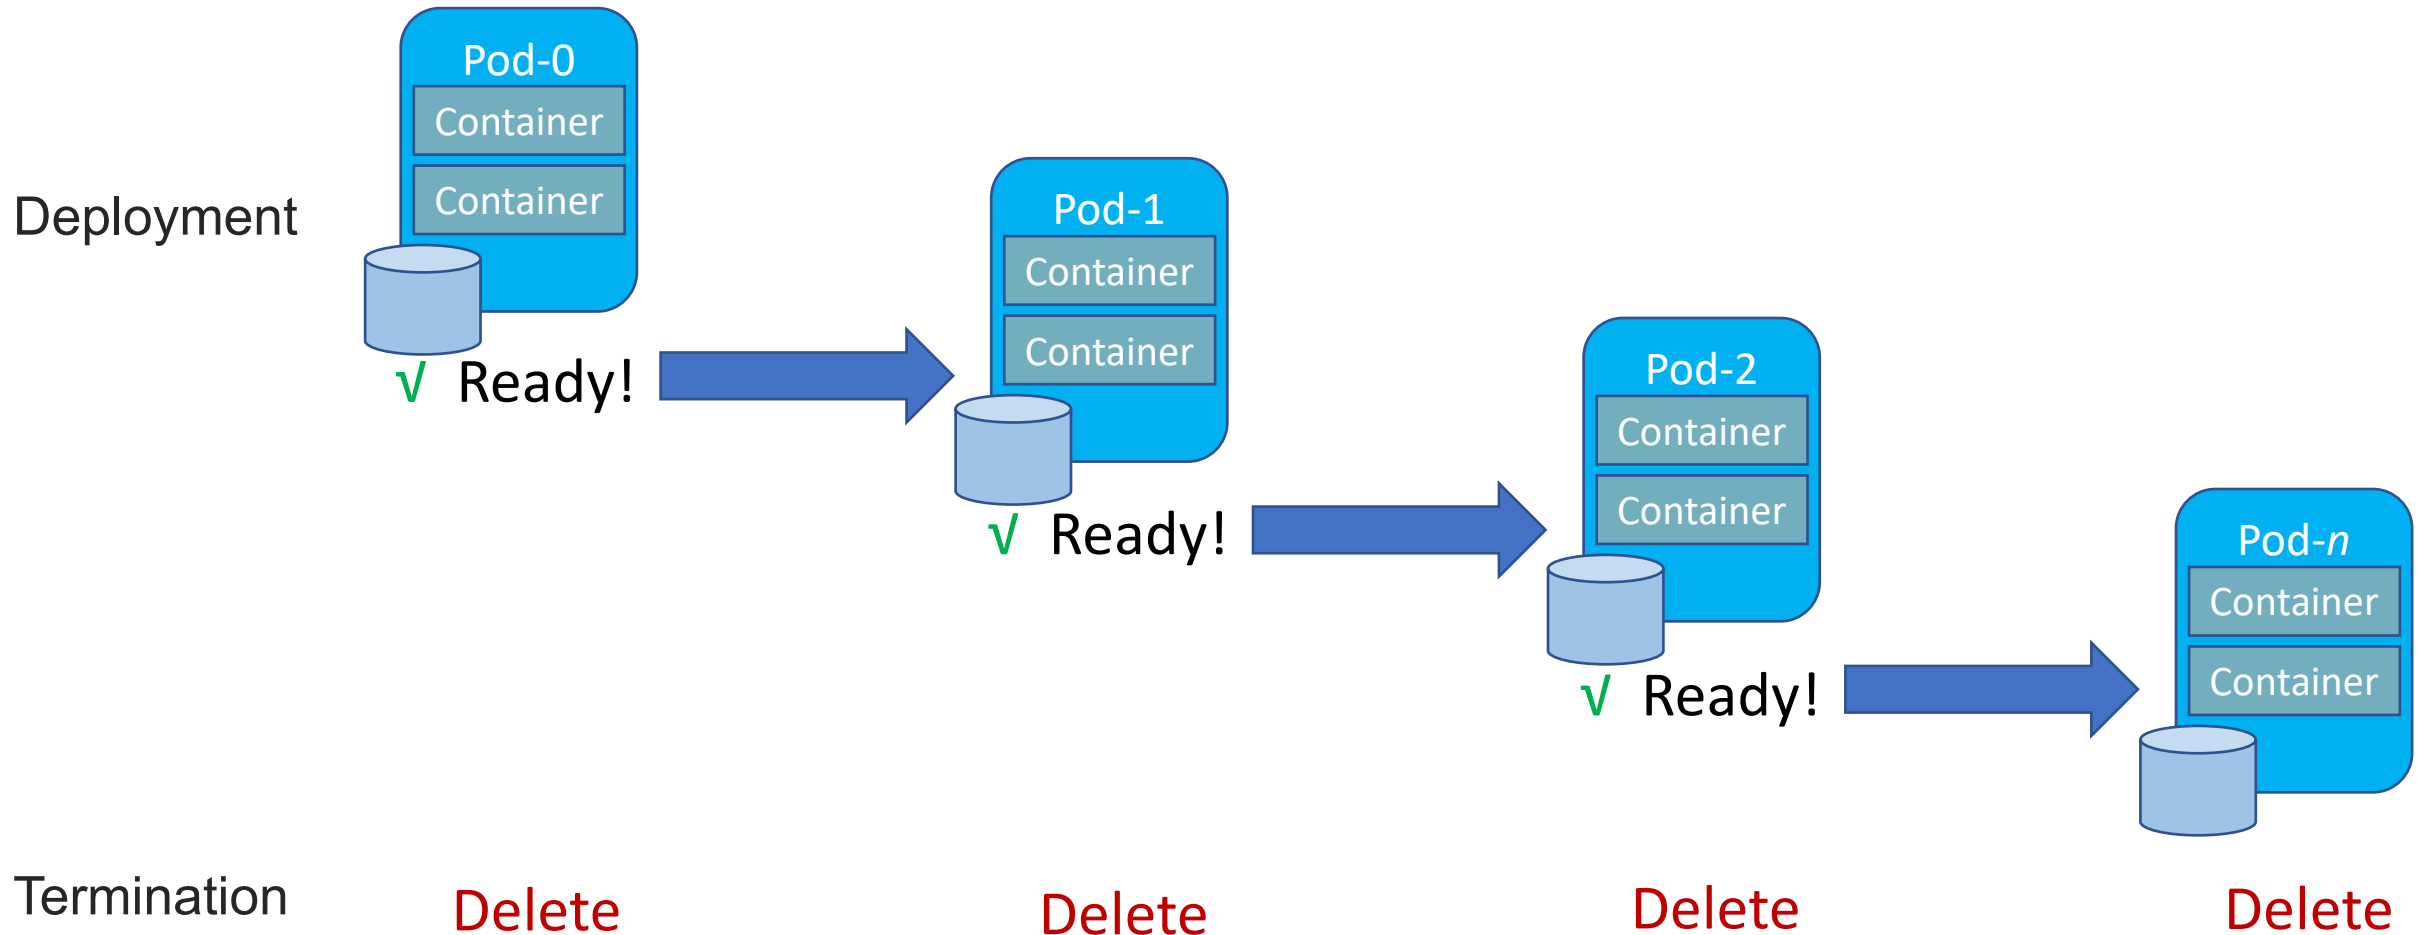 Pod-0
Container
Container
Deployment
√ Ready!
Pod-1
Container
Container
√ Ready!
Pod-2
Container
Container
√ Ready!
Pod-n
Container
Container
Termination
Delete
Delete
Delete
Delete